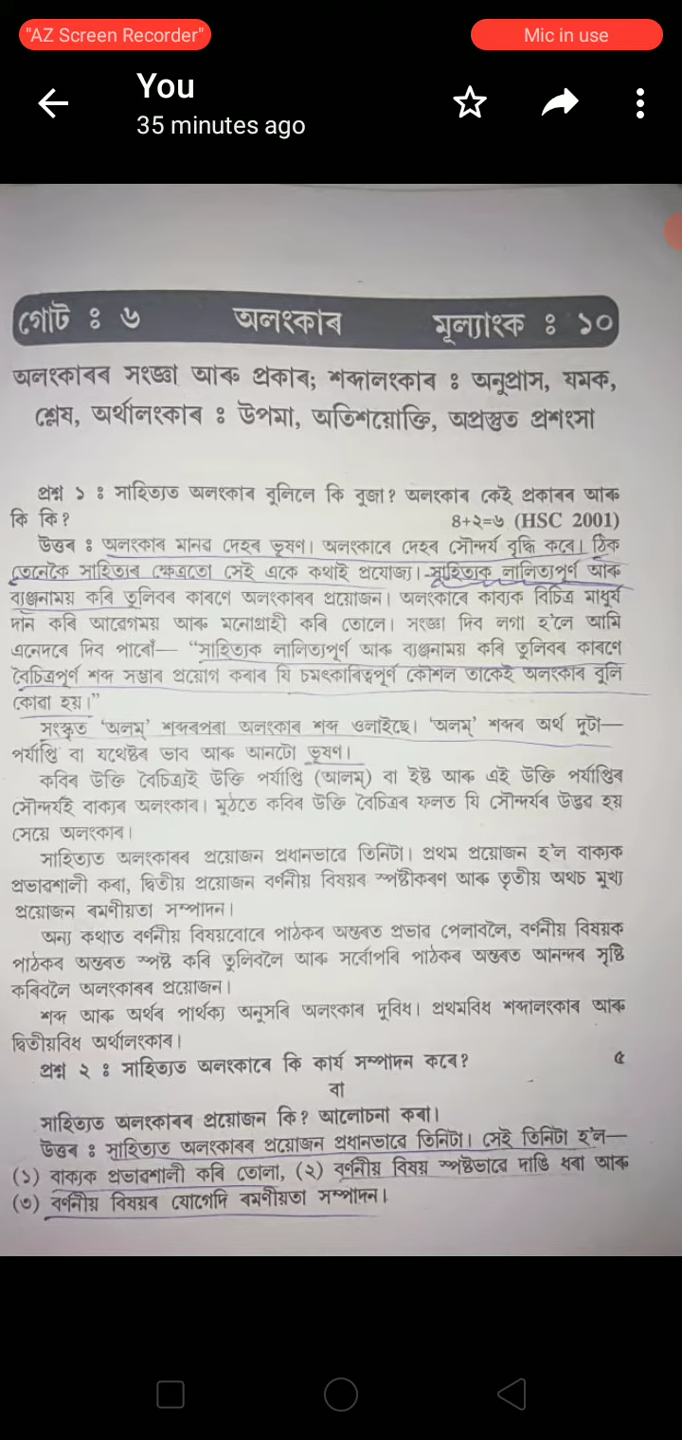 "AZ Screen Recorder"
Mic in use
You
35 minutes ago
গোট ঃ ৬ অলংকাৰ মূল্যাংক ঃ ১০
অলংকাৰৰ সংজ্ঞা আৰু প্ৰকাৰ; শব্দালংকাৰ ঃ অনুপ্ৰাস, যমক,
শ্লেষ, অৰ্থালংকাৰ ঃ উপমা, অতিশয়োক্তি, অপ্ৰস্তুত প্ৰশংসা
প্ৰশ্ন ১ ঃ সাহিত্যত অলংকাৰ বুলিলে কি বুজা? অলংকাৰ কেই প্ৰকাৰৰ আৰু
কি কি? ৪+২=৬ (HSC 2001)
উত্তৰ ঃ অলংকাৰ মানৱ দেহৰ ভূষণ। অলংকাৰে দেহৰ সৌন্দৰ্য বৃদ্ধি কৰে। ঠিক
তেনেকৈ সাহিত্যৰ ক্ষেত্ৰতো সেই একে কথাই প্ৰযোজ্য। সাহিত্যক লালিত্যপূৰ্ণ আৰু
ব্যঞ্জনাময় কৰি তুলিবৰ কাৰণে অলংকাৰৰ প্ৰয়োজন। অলংকাৰে কাব্যক বিচিত্ৰ মাধুৰ্য
দান কৰি আৱেগময় আৰু মনোগ্ৰাহী কৰি তোলে। সংজ্ঞা দিব লগা হ'লে আমি
এনেদৰে দিব পাৰোঁ— “সাহিত্যক লালিত্যপূৰ্ণ আৰু ব্যঞ্জনাময় কৰি তুলিবৰ কাৰণে
বৈচিত্ৰপূৰ্ণ শব্দ সম্ভাৰ প্ৰয়োগ কৰাৰ যি চমৎকাৰিত্বপূৰ্ণ কৌশল তাকেই অলংকাৰ বুলি
কোৱা হয়।”
সংস্কৃত ‘অলম্’ শব্দৰপৰা অলংকাৰ শব্দ ওলাইছে। ‘অলম্’ শব্দৰ অৰ্থ দুটা—
পৰ্যাপ্তি বা যথেষ্টৰ ভাব আৰু আনটো ভূষণ।
কবিৰ উক্তি বৈচিত্ৰ্যই উক্তি পৰ্যাপ্তি (আলম্) বা ইষ্ট আৰু এই উক্তি পৰ্যাপ্তিৰ
সৌন্দৰ্যই বাক্যৰ অলংকাৰ। মুঠতে কবিৰ উক্তি বৈচিত্ৰৰ ফলত যি সৌন্দৰ্যৰ উদ্ভৱ হয়
সেয়ে অলংকাৰ।
সাহিত্যত অলংকাৰৰ প্ৰয়োজন প্ৰধানভাৱে তিনিটা। প্ৰথম প্ৰয়োজন হ'ল বাক্যক
প্ৰভাৱশালী কৰা, দ্বিতীয় প্ৰয়োজন বৰ্ণনীয় বিষয়ৰ স্পষ্টীকৰণ আৰু তৃতীয় অথচ মুখ্য
প্ৰয়োজন ৰমণীয়তা সম্পাদন।
অন্য কথাত বৰ্ণনীয় বিষয়বোৰে পাঠকৰ অন্তৰত প্ৰভাৱ পেলাবলৈ, বৰ্ণনীয় বিষয়ক
পাঠকৰ অন্তৰত স্পষ্ট কৰি তুলিবলৈ আৰু সৰ্বোপৰি পাঠকৰ অন্তৰত আনন্দৰ সৃষ্টি
কৰিবলৈ অলংকাৰৰ প্ৰয়োজন।
শব্দ আৰু অৰ্থৰ পাৰ্থক্য অনুসৰি অলংকাৰ দুবিধ। প্ৰথমবিধ শব্দালংকাৰ আৰু
দ্বিতীয়বিধ অৰ্থালংকাৰ।
প্ৰশ্ন ২ ঃ সাহিত্যত অলংকাৰে কি কাৰ্য সম্পাদন কৰে? ৫
বা
সাহিত্যত অলংকাৰৰ প্ৰয়োজন কি? আলোচনা কৰা।
উত্তৰ ঃ সাহিত্যত অলংকাৰৰ প্ৰয়োজন প্ৰধানভাৱে তিনিটা। সেই তিনিটা হ'ল—
(১) বাক্যক প্ৰভাৱশালী কৰি তোলা, (২) বৰ্ণনীয় বিষয় স্পষ্টভাৱে দাঙি ধৰা আৰু
(৩) বৰ্ণনীয় বিষয়ৰ যোগেদি ৰমণীয়তা সম্পাদন।